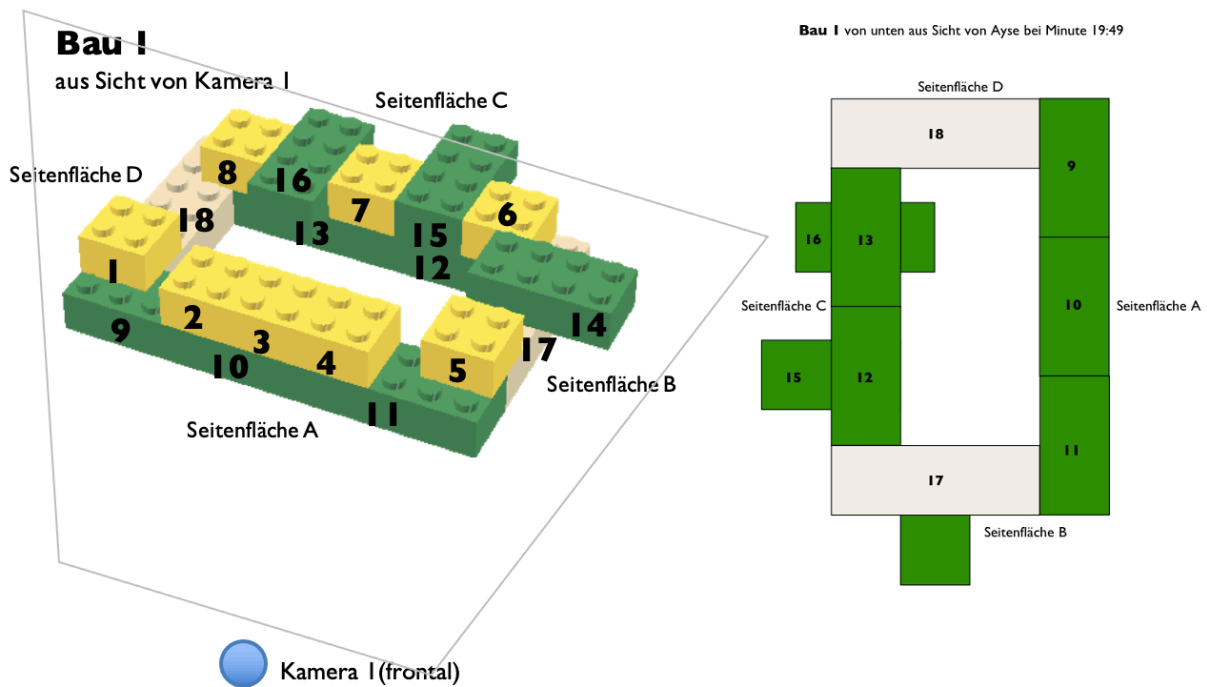 Bau 1
aus Sicht von Kamera 1
Seitenfläche C
Seitenfläche D
8
16
7
6
18
13
15
12
1
14
2
3
4
9
10
5
17
11
Seitenfläche B
Seitenfläche A
Kamera 1(frontal)
Bau 1 von unten aus Sicht von Ayse bei Minute 19:49
Seitenfläche D
18
9
16
13
Seitenfläche C
10
Seitenfläche A
15
12
11
17
Seitenfläche B